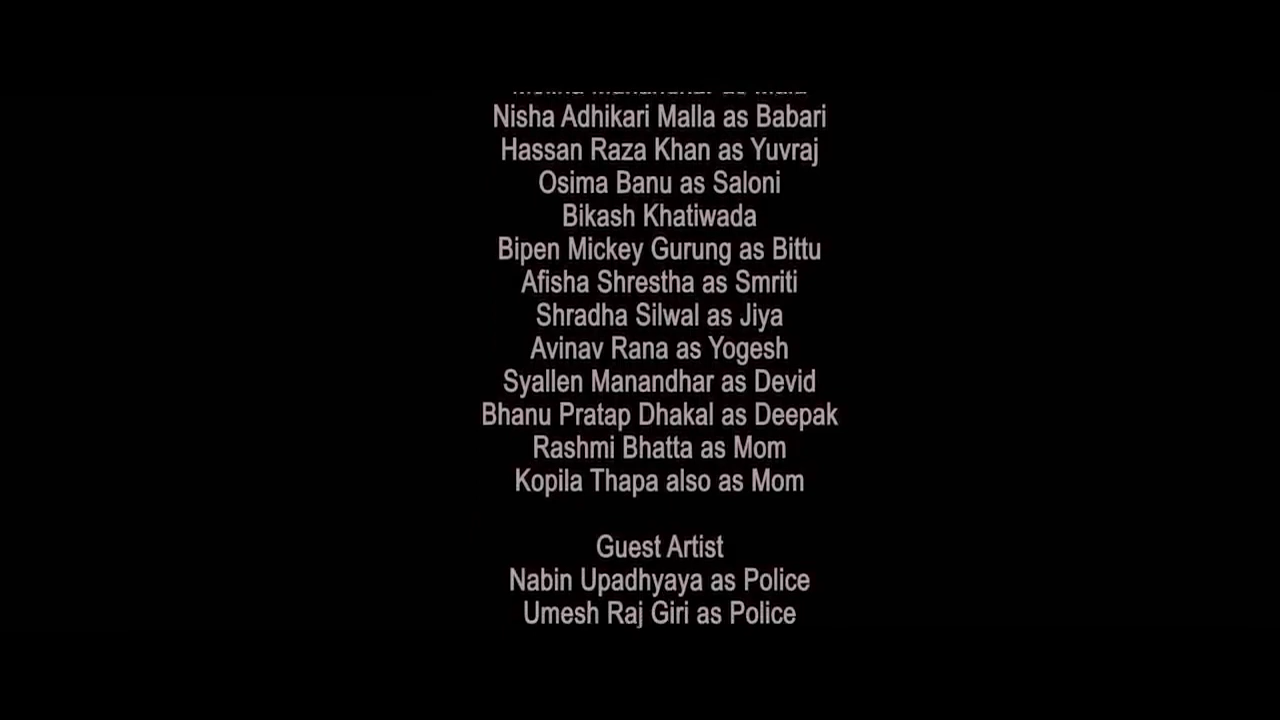 Nisha Adhikari Malla as Babari
Hassan Raza Khan as Yuvraj
Osima Banu as Saloni
Bikash Khatiwada
Bipen Mickey Gurung as Bittu
Afisha Shrestha as Smriti
Shradha Silwal as Jiya
Avinav Rana as Yogesh
Syallen Manandhar as Devid
Bhanu Pratap Dhakal as Deepak
Rashmi Bhatta as Mom
Kopila Thapa also as Mom
Guest Artist
Nabin Upadhyaya as Police
Umesh Raj Giri as Police